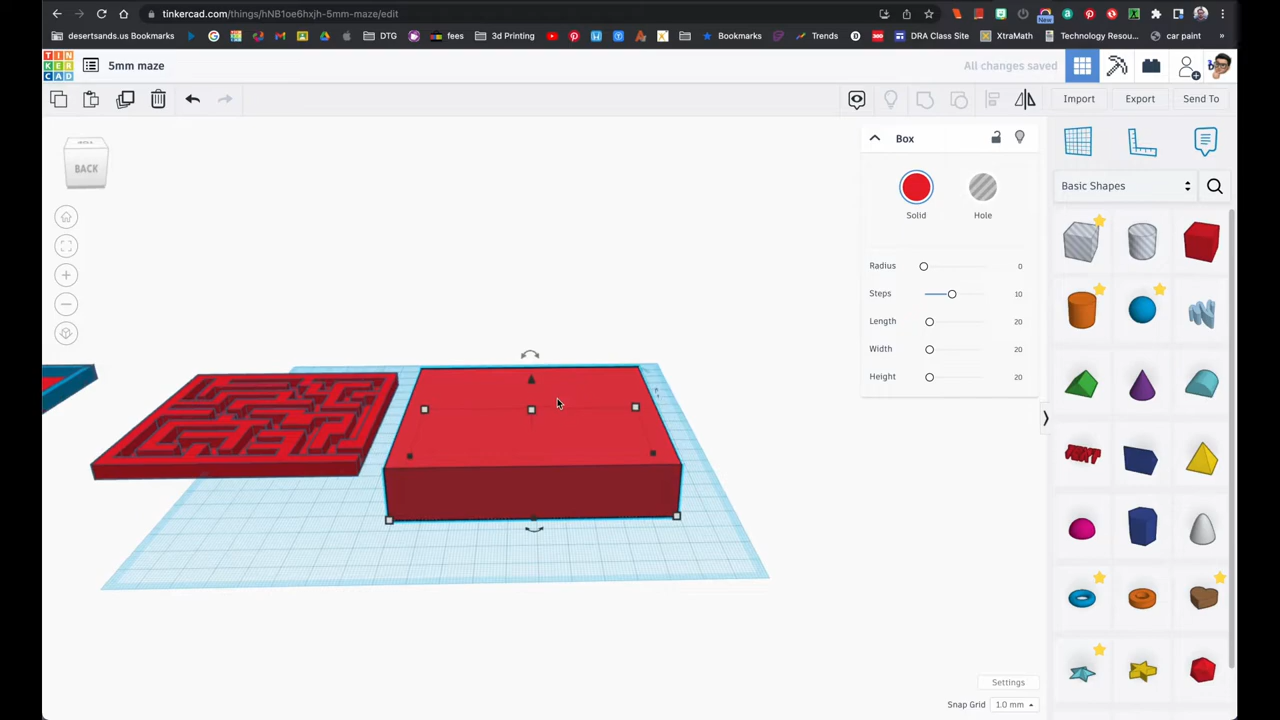 tinkercad.com/things/hNB1oe6hxjh-5mm-maze/edit
New
desertsands.us Bookmarks
DTG
fees
3d Printing
Bookmarks
Trends
DRA Class Site
XtraMath
Technology Resou...
car paint
»
TIN
KER
CAD
5mm maze
All changes saved
Import
Export
Send To
Box
BACK
Solid
Hole
Basic Shapes
Radius 0
Steps 10
Length 20
Width 20
Height 20
Settings
Snap Grid 1.0 mm